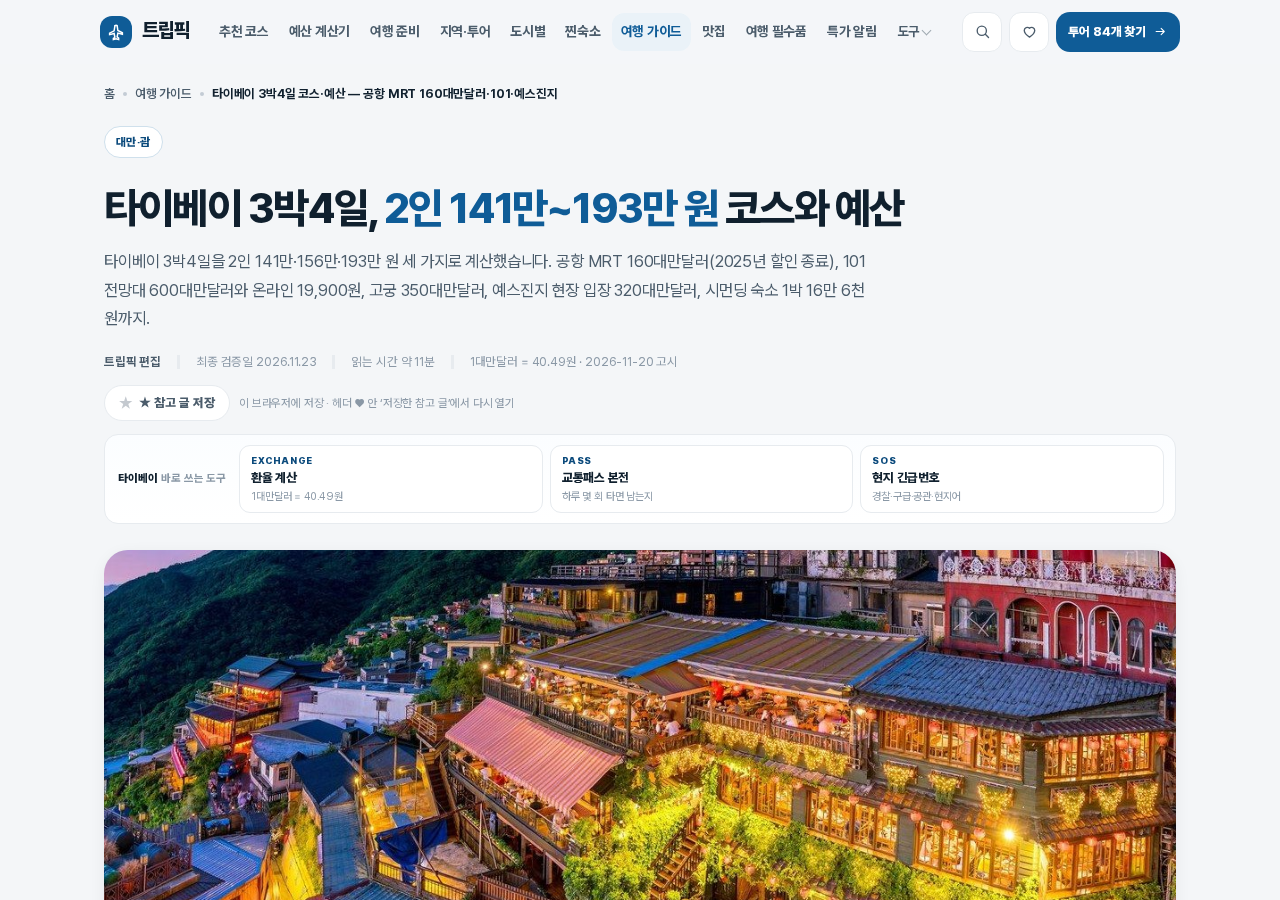 트립픽
추천 코스 예산 계산기 여행 준비 지역·투어 도시별 찐숙소 여행 가이드 맛집 여행 필수품 특가 알림 도구
투어 84개 찾기 →
홈 • 여행 가이드 • 타이베이 3박4일 코스·예산 — 공항 MRT 160대만달러·101·예스진지
대만·괌
타이베이 3박4일, 2인 141만~193만 원 코스와 예산
타이베이 3박4일을 2인 141만·156만·193만 원 세 가지로 계산했습니다. 공항 MRT 160대만달러(2025년 할인 종료), 101
전망대 600대만달러와 온라인 19,900원, 고궁 350대만달러, 예스진지 현장 입장 320대만달러, 시먼딩 숙소 1박 16만 6천
원까지.
트립픽 편집 | 최종 검증일 2026.11.23 | 읽는 시간 약 11분 | 1대만달러 = 40.49원 · 2026-11-20 고시
★ ★ 참고 글 저장 이 브라우저에 저장 · 헤더 ♥ 안 ‘저장한 참고 글’에서 다시 열기
타이베이 바로 쓰는 도구
EXCHANGE
환율 계산
1대만달러 = 40.49원
PASS
교통패스 본전
하루 몇 회 타면 남는지
SOS
현지 긴급번호
경찰·구급·공관·현지어